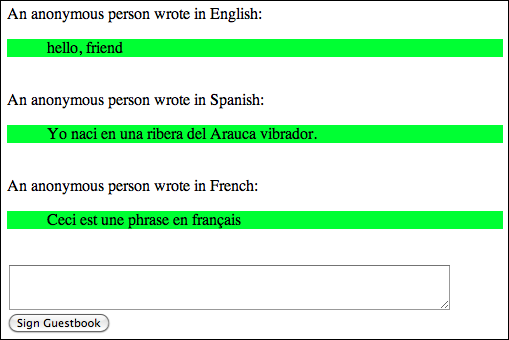 An anonymous person wrote in English:
hello, friend
An anonymous person wrote in Spanish:
Yo naci en una ribera del Arauca vibrador.
An anonymous person wrote in French:
Ceci est une phrase en français
Sign Guestbook